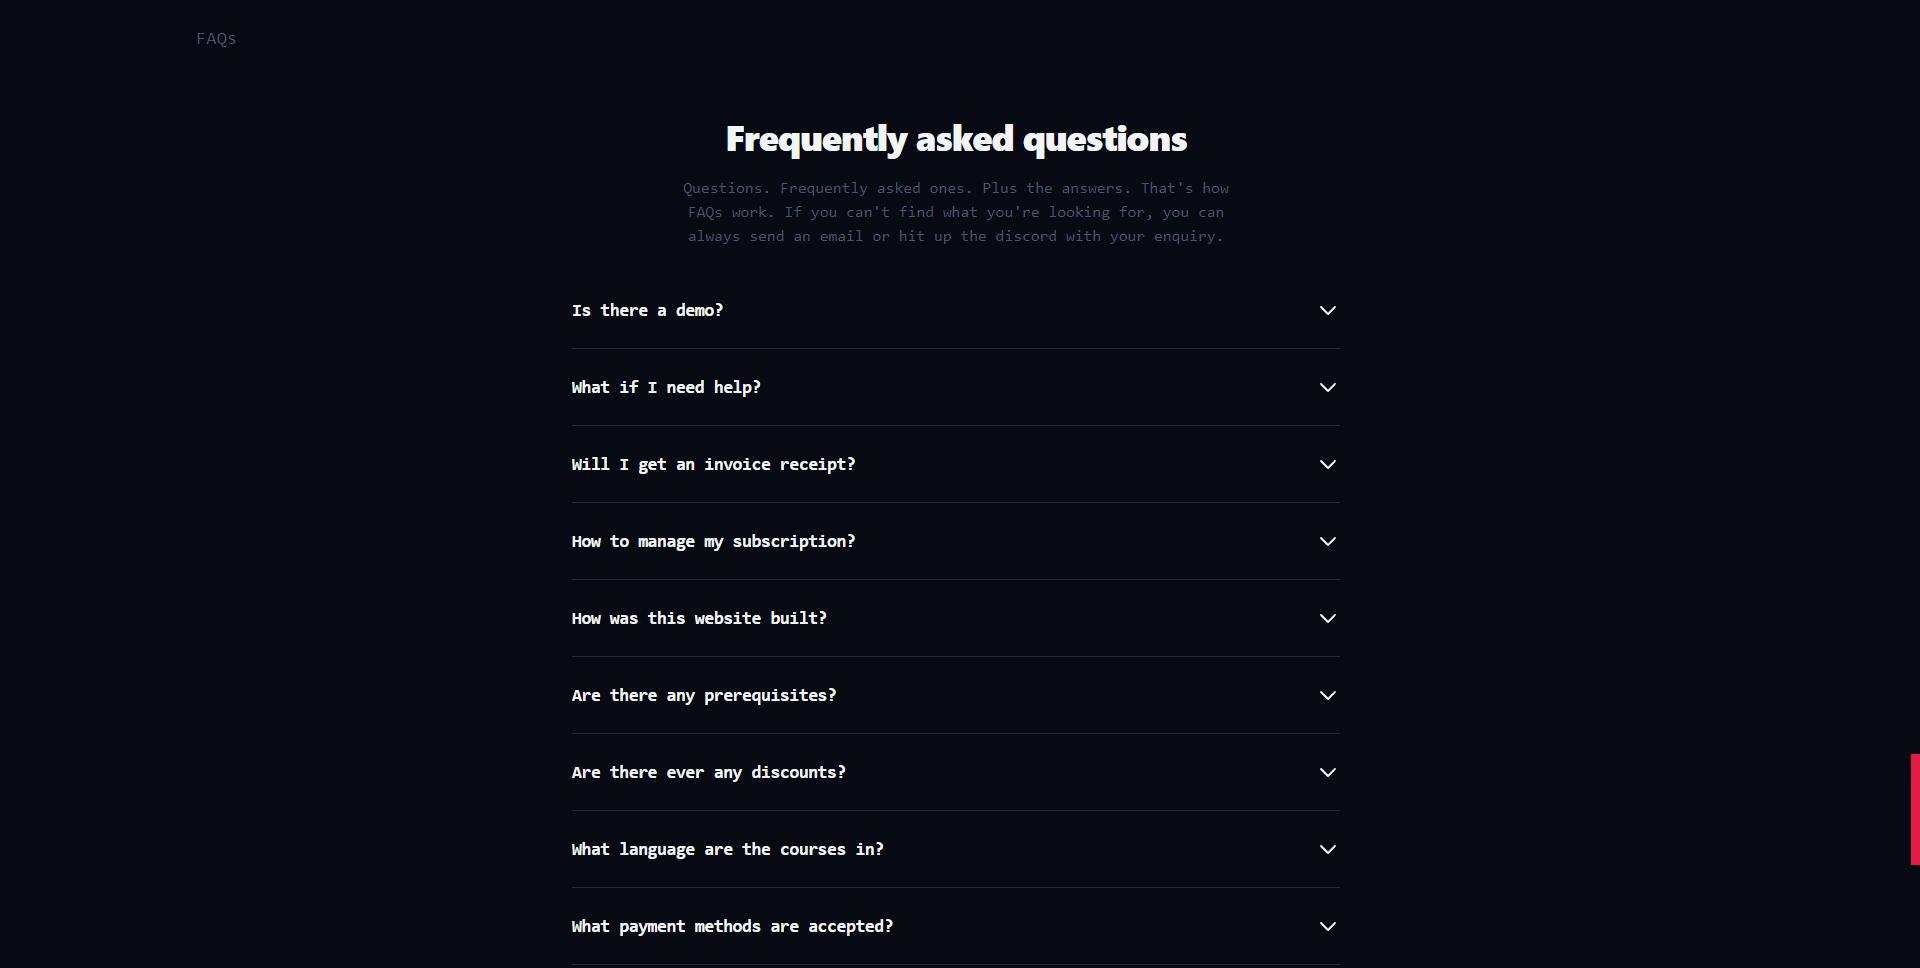 FAQs
Frequently asked questions
Questions. Frequently asked ones. Plus the answers. That's how
FAQs work. If you can't find what you're looking for, you can
always send an email or hit up the discord with your enquiry.
Is there a demo?
What if I need help?
Will I get an invoice receipt?
How to manage my subscription?
How was this website built?
Are there any prerequisites?
Are there ever any discounts?
What language are the courses in?
What payment methods are accepted?